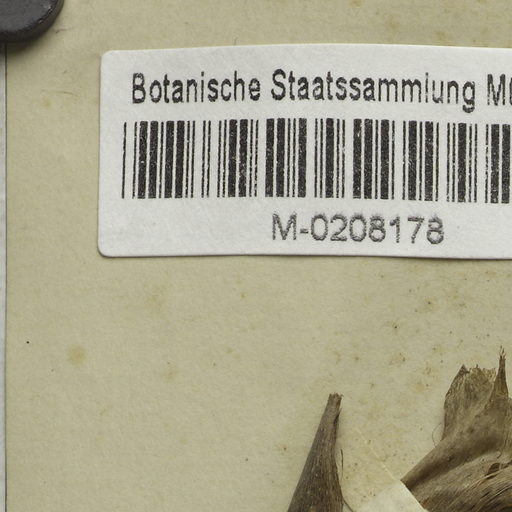 Botanische Staatssammlung
M-0208178